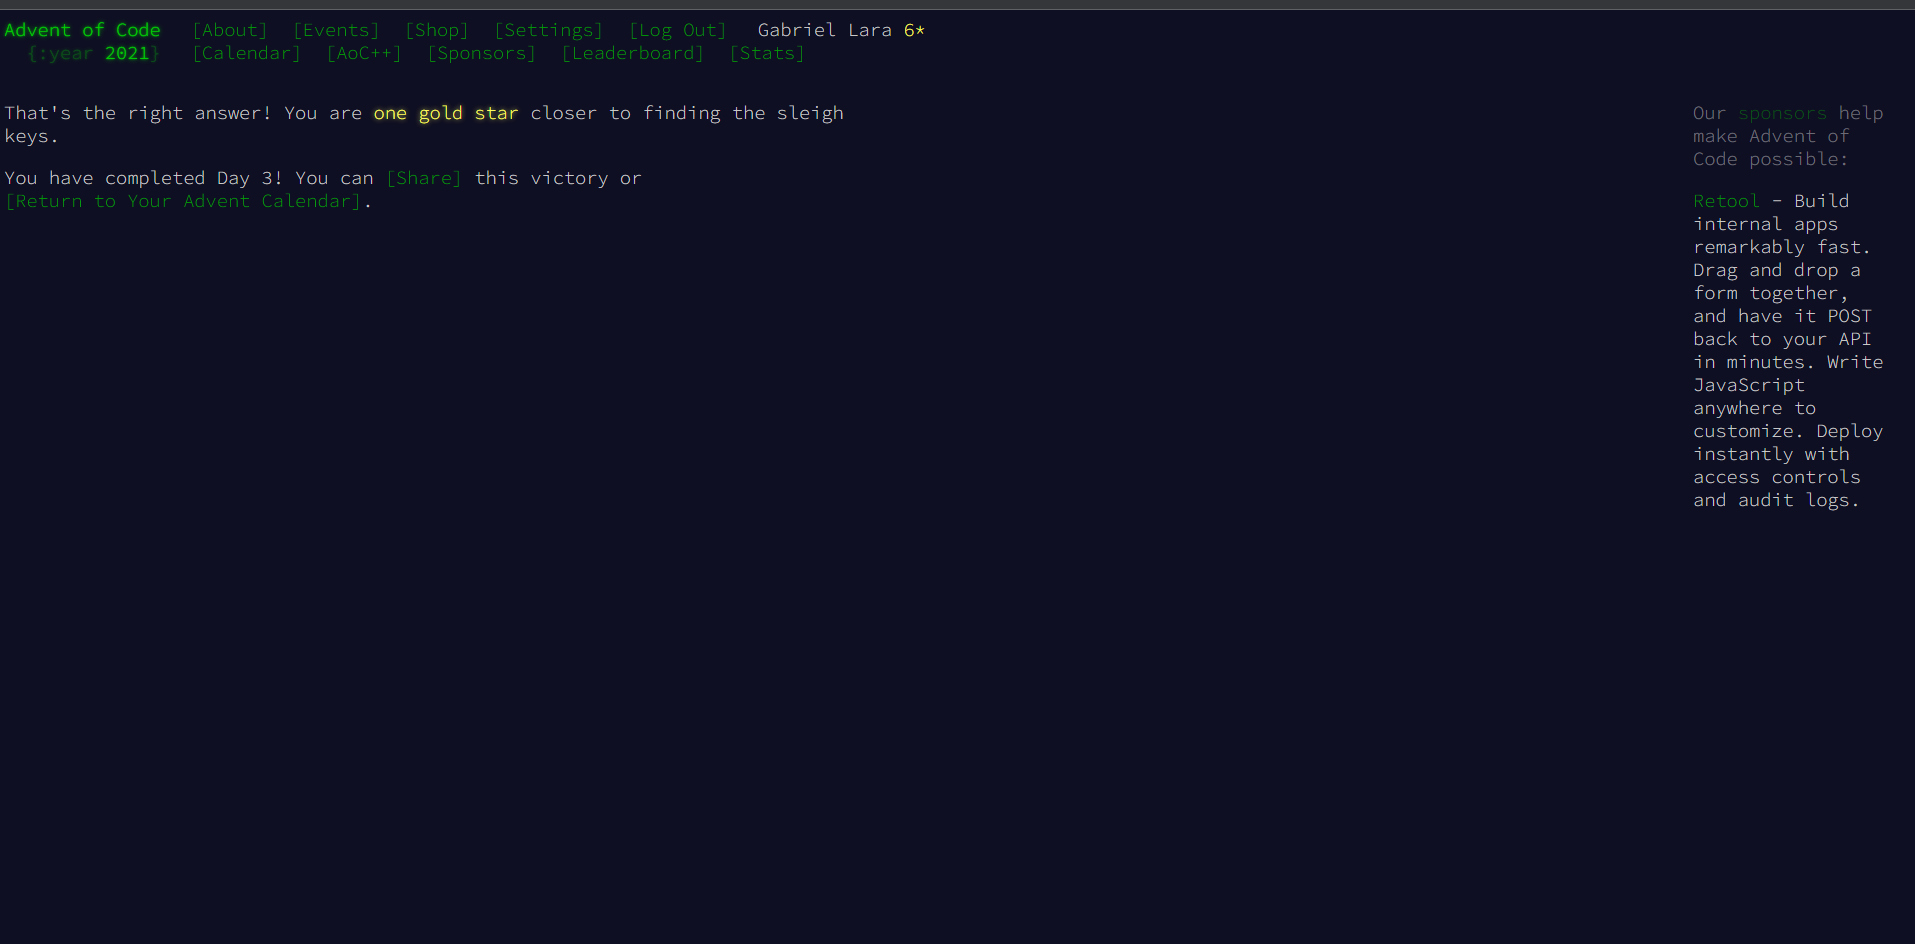 Advent of Code [About] [Events] [Shop] [Settings] [Log Out] Gabriel Lara 6*
{:year 2021} [Calendar] [AoC++] [Sponsors] [Leaderboard] [Stats]
That's the right answer! You are one gold star closer to finding the sleigh
keys.
You have completed Day 3! You can [Share] this victory or
[Return to Your Advent Calendar].
Our sponsors help
make Advent of
Code possible:
Retool - Build
internal apps
remarkably fast.
Drag and drop a
form together,
and have it POST
back to your API
in minutes. Write
JavaScript
anywhere to
customize. Deploy
instantly with
access controls
and audit logs.